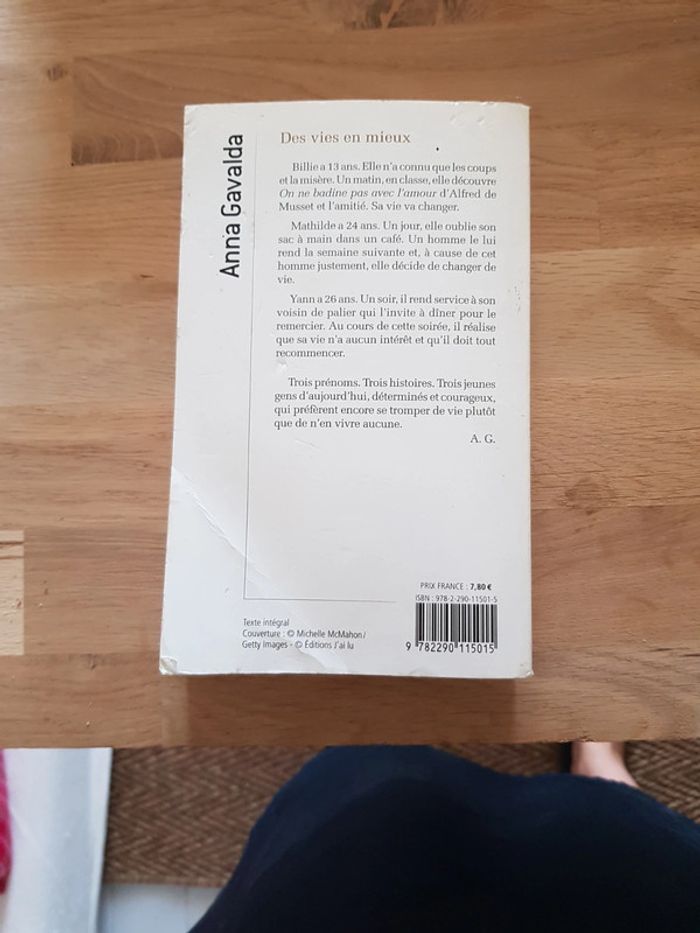 Anna Gavalda
Des vies en mieux
Billie a 13 ans. Elle n'a connu que les coups
et la misère. Un matin, en classe, elle découvre
On ne badine pas avec l'amour d'Alfred de
Musset et l'amitié. Sa vie va changer.
Mathilde a 24 ans. Un jour, elle oublie son
sac à main dans un café. Un homme le lui
rend la semaine suivante et, à cause de cet
homme justement, elle décide de changer de
vie.
Yann a 26 ans. Un soir, il rend service à son
voisin de palier qui l'invite à dîner pour le
remercier. Au cours de cette soirée, il réalise
que sa vie n'a aucun intérêt et qu'il doit tout
recommencer.
Trois prénoms. Trois histoires. Trois jeunes
gens d'aujourd'hui, déterminés et courageux,
qui préfèrent encore se tromper de vie plutôt
que de n'en vivre aucune.
A. G.
PRIX FRANCE : 7,80 €
ISBN : 978-2-290-11501-5
9 782290 115015
Texte intégral
Couverture : © Michelle McMahon /
Getty Images - © Éditions J'ai lu